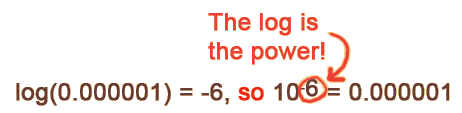 The log is
the power!
log(0.000001) = -6, so 10⁻⁶ = 0.000001